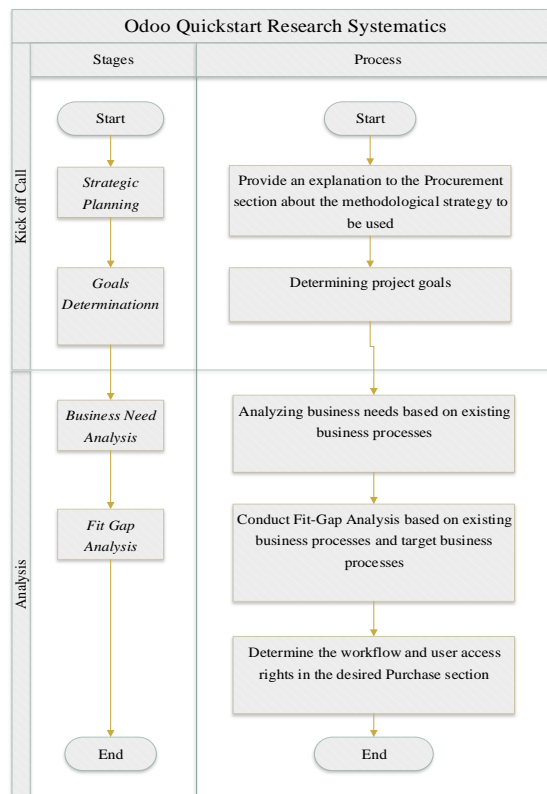 Odoo Quickstart Research Systematics
Stages
Process
Kick off Call
Start
Start
Strategic
Planning
Provide an explanation to the Procurement
section about the methodological strategy to
be used
Goals
Determinationn
Determining project goals
Analysis
Business Need
Analysis
Analyzing business needs based on existing
business processes
Fit Gap
Analysis
Conduct Fit-Gap Analysis based on existing
business processes and target business
processes
Determine the workflow and user access
rights in the desired Purchase section
End
End